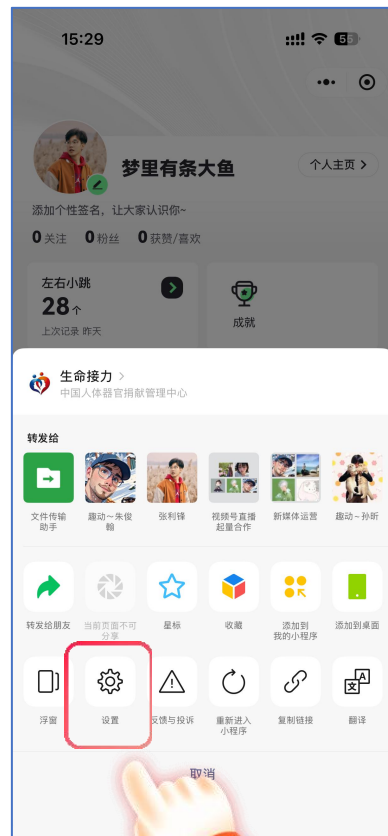 15:29
55
梦里有条大鱼
个人主页 >
添加个性签名，让大家认识你~
0 关注 0 粉丝 0 获赞/喜欢
左右小跳
28个
上次记录 昨天
成就
生命接力 >
中国人体器官捐献管理中心
转发给
文件传输助手
趣动～朱俊翰
张利锋
视频号直播起量合作
新媒体运营
趣动～孙昕
转发给朋友
当前页面不可分享
星标
收藏
添加到我的小程序
添加到桌面
浮窗
设置
反馈与投诉
重新进入小程序
复制链接
翻译
取消